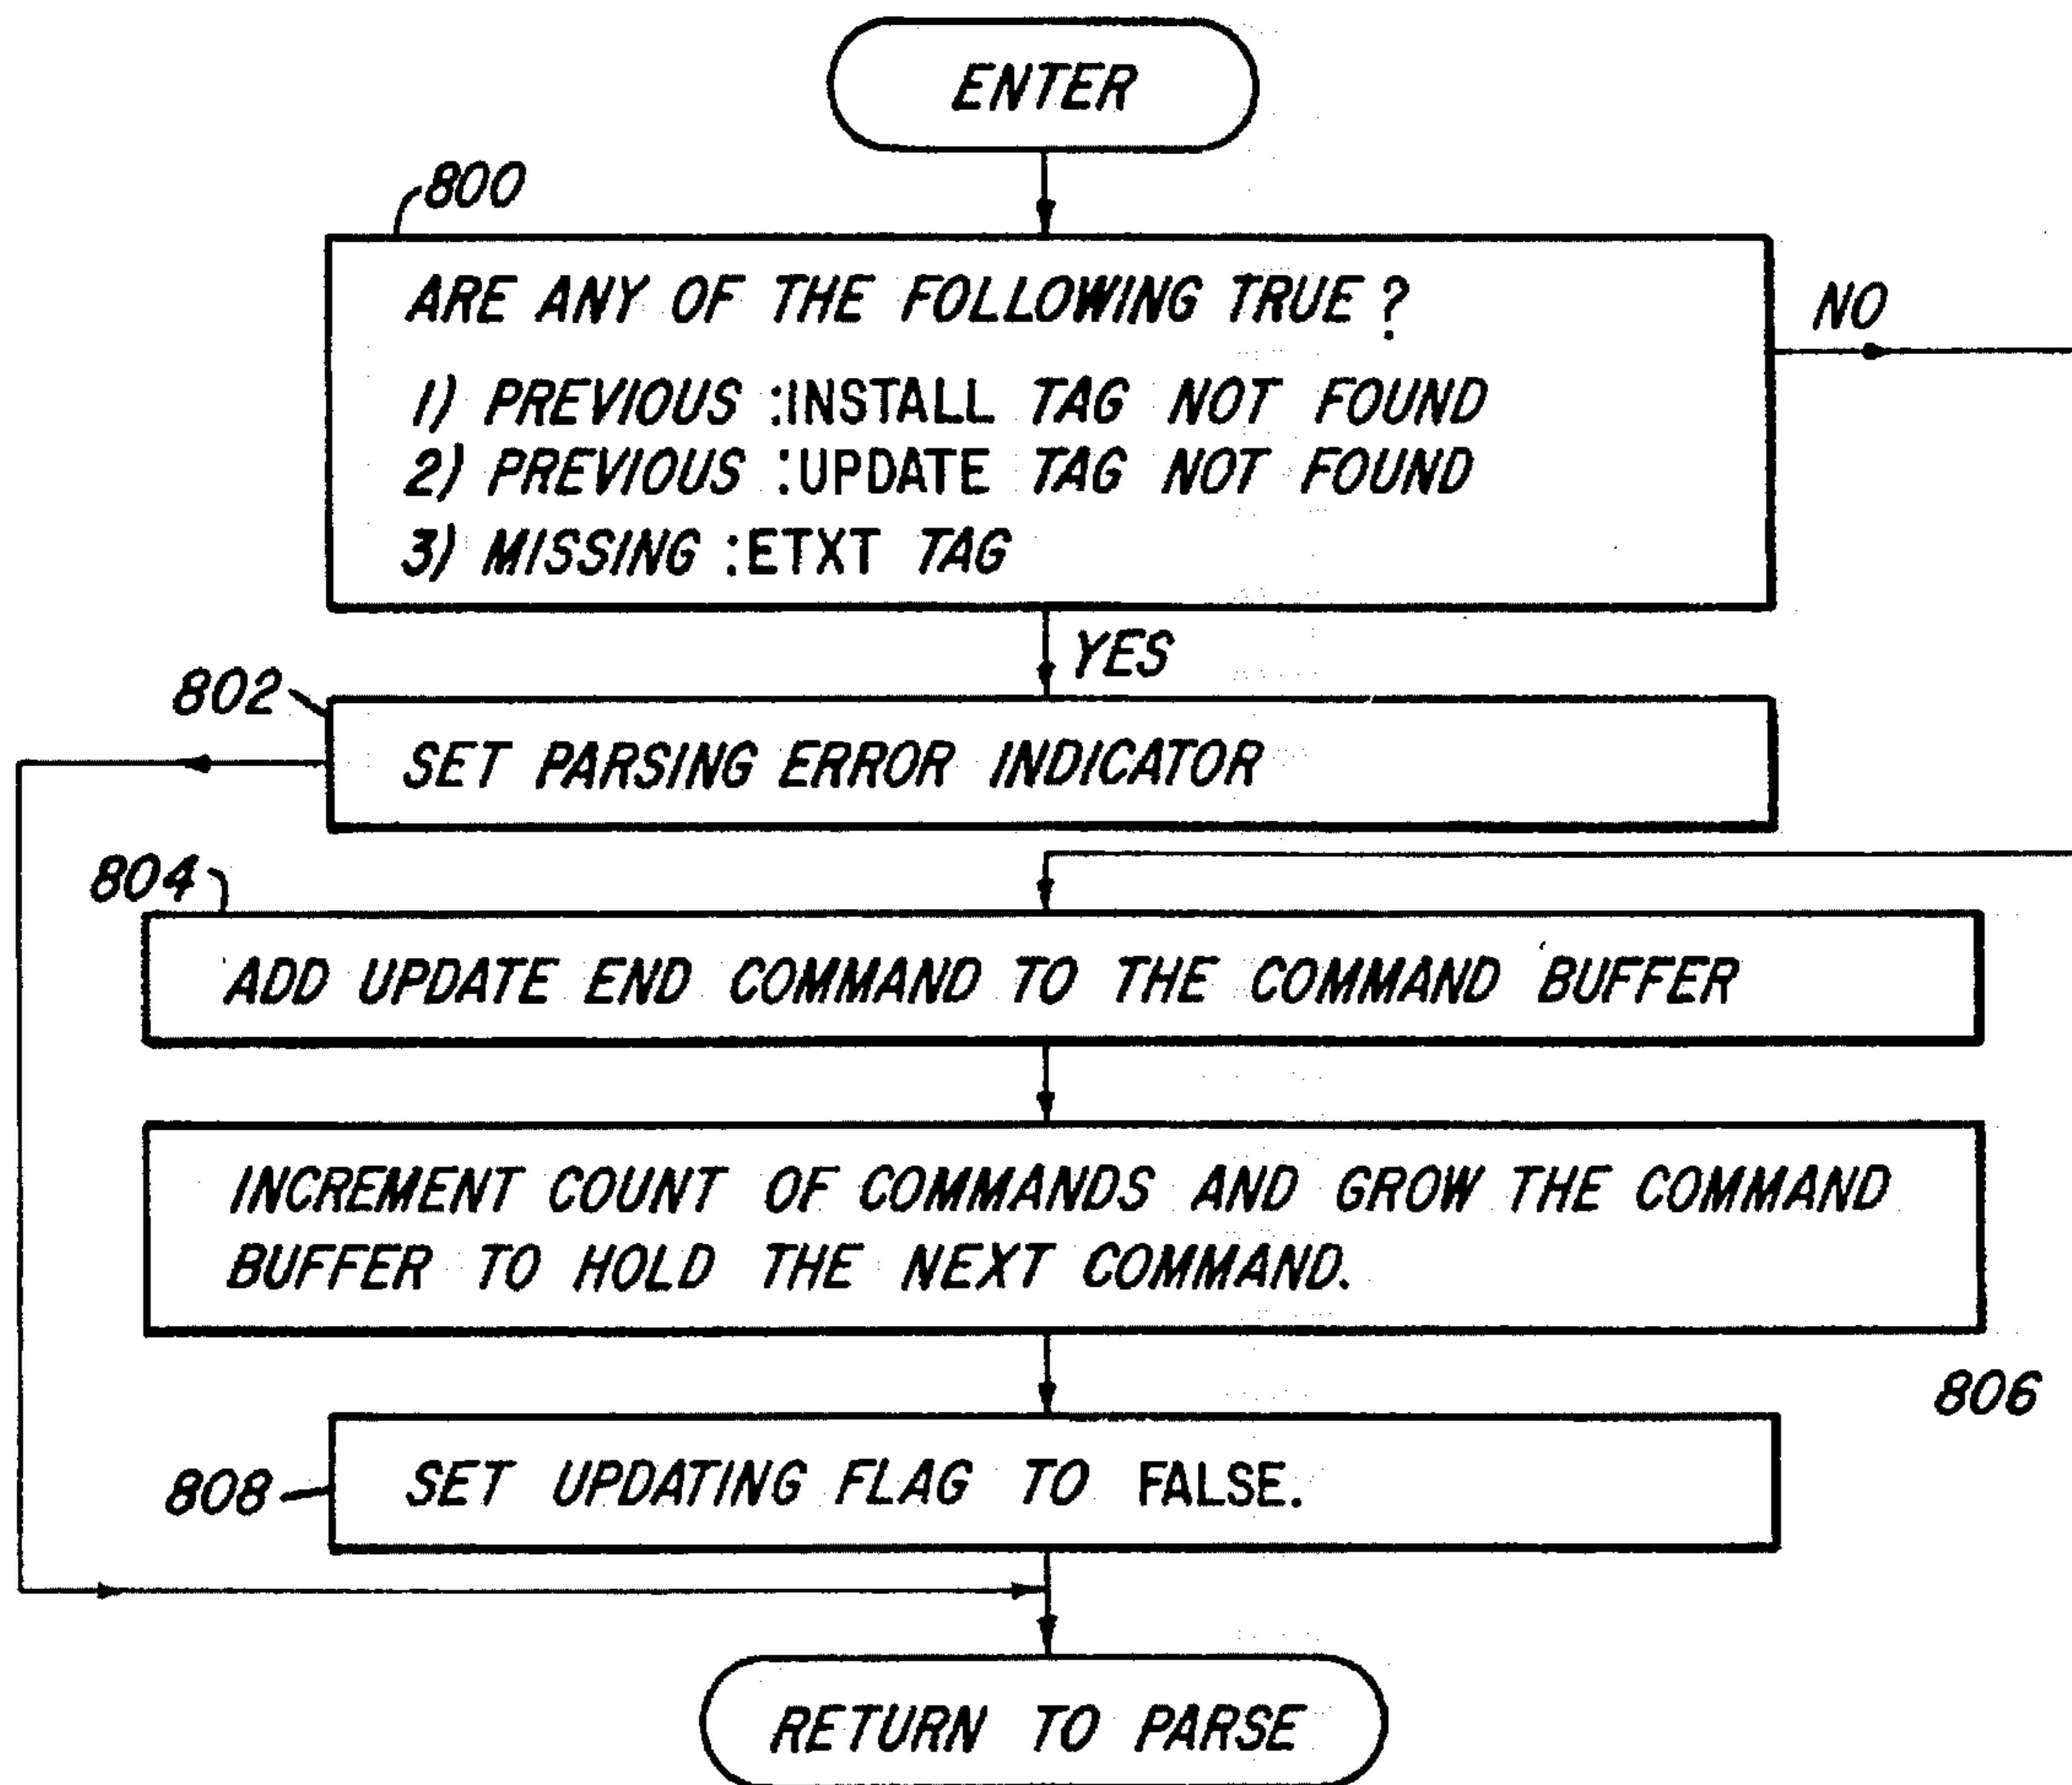 ENTER
800
ARE ANY OF THE FOLLOWING TRUE?
NO
1) PREVIOUS :INSTALL TAG NOT FOUND
2) PREVIOUS :UPDATE TAG NOT FOUND
3) MISSING :ETXT TAG
YES
802
SET PARSING ERROR INDICATOR
804
ADD UPDATE END COMMAND TO THE COMMAND BUFFER
INCREMENT COUNT OF COMMANDS AND GROW THE COMMAND
BUFFER TO HOLD THE NEXT COMMAND.
806
808
SET UPDATING FLAG TO FALSE.
RETURN TO PARSE